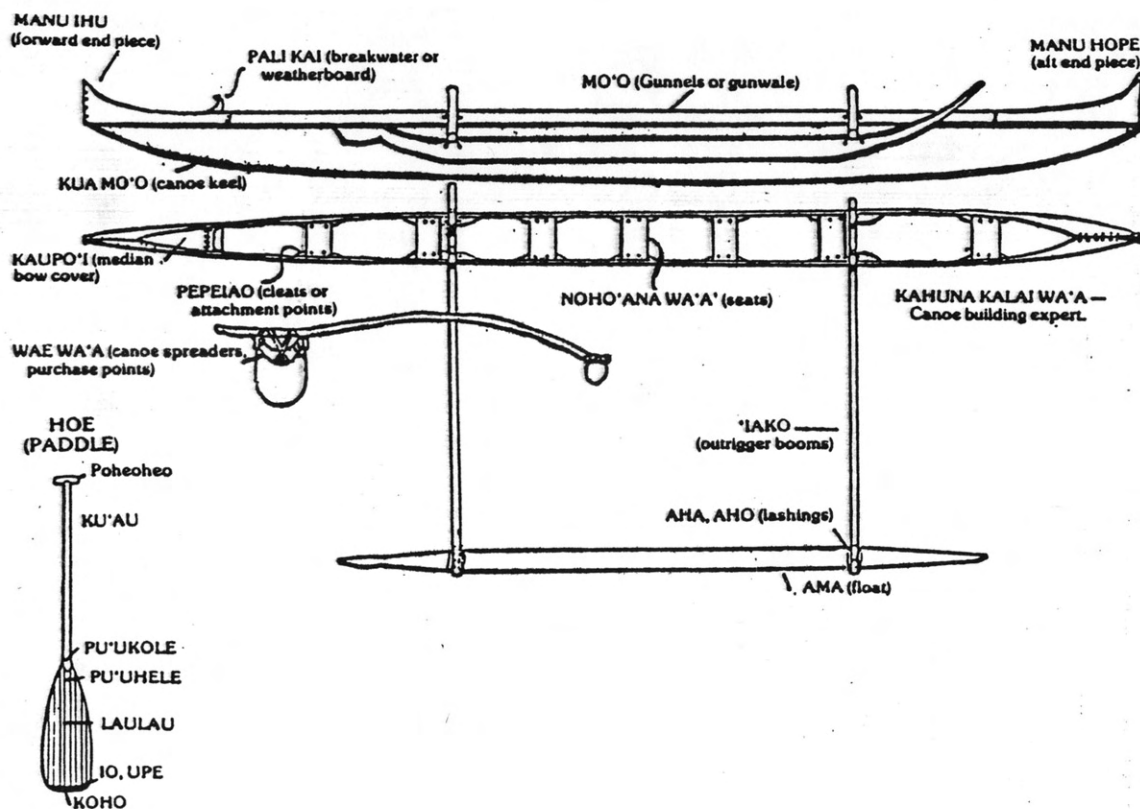 MANU IHU
(forward end piece)
PALI KAI (breakwater or
weatherboard)
MO'O (Gunnels or gunwale)
MANU HOPE
(aft end piece)
KUA MO'O (canoe keel)
KAUPO'I (median
bow cover)
PEPEIAO (cleats or
attachment points)
NOHO'ANA WA'A' (seats)
KAHUNA KALAI WA'A —
Canoe building expert.
WAE WA'A (canoe spreaders,
purchase points)
'IAKO
(outrigger booms)
HOE
(PADDLE)
Poheoheo
KU'AU
AHA, AHO (lashings)
AMA (float)
PU'UKOLE
PU'UHELE
LAULAU
IO, UPE
KOHO